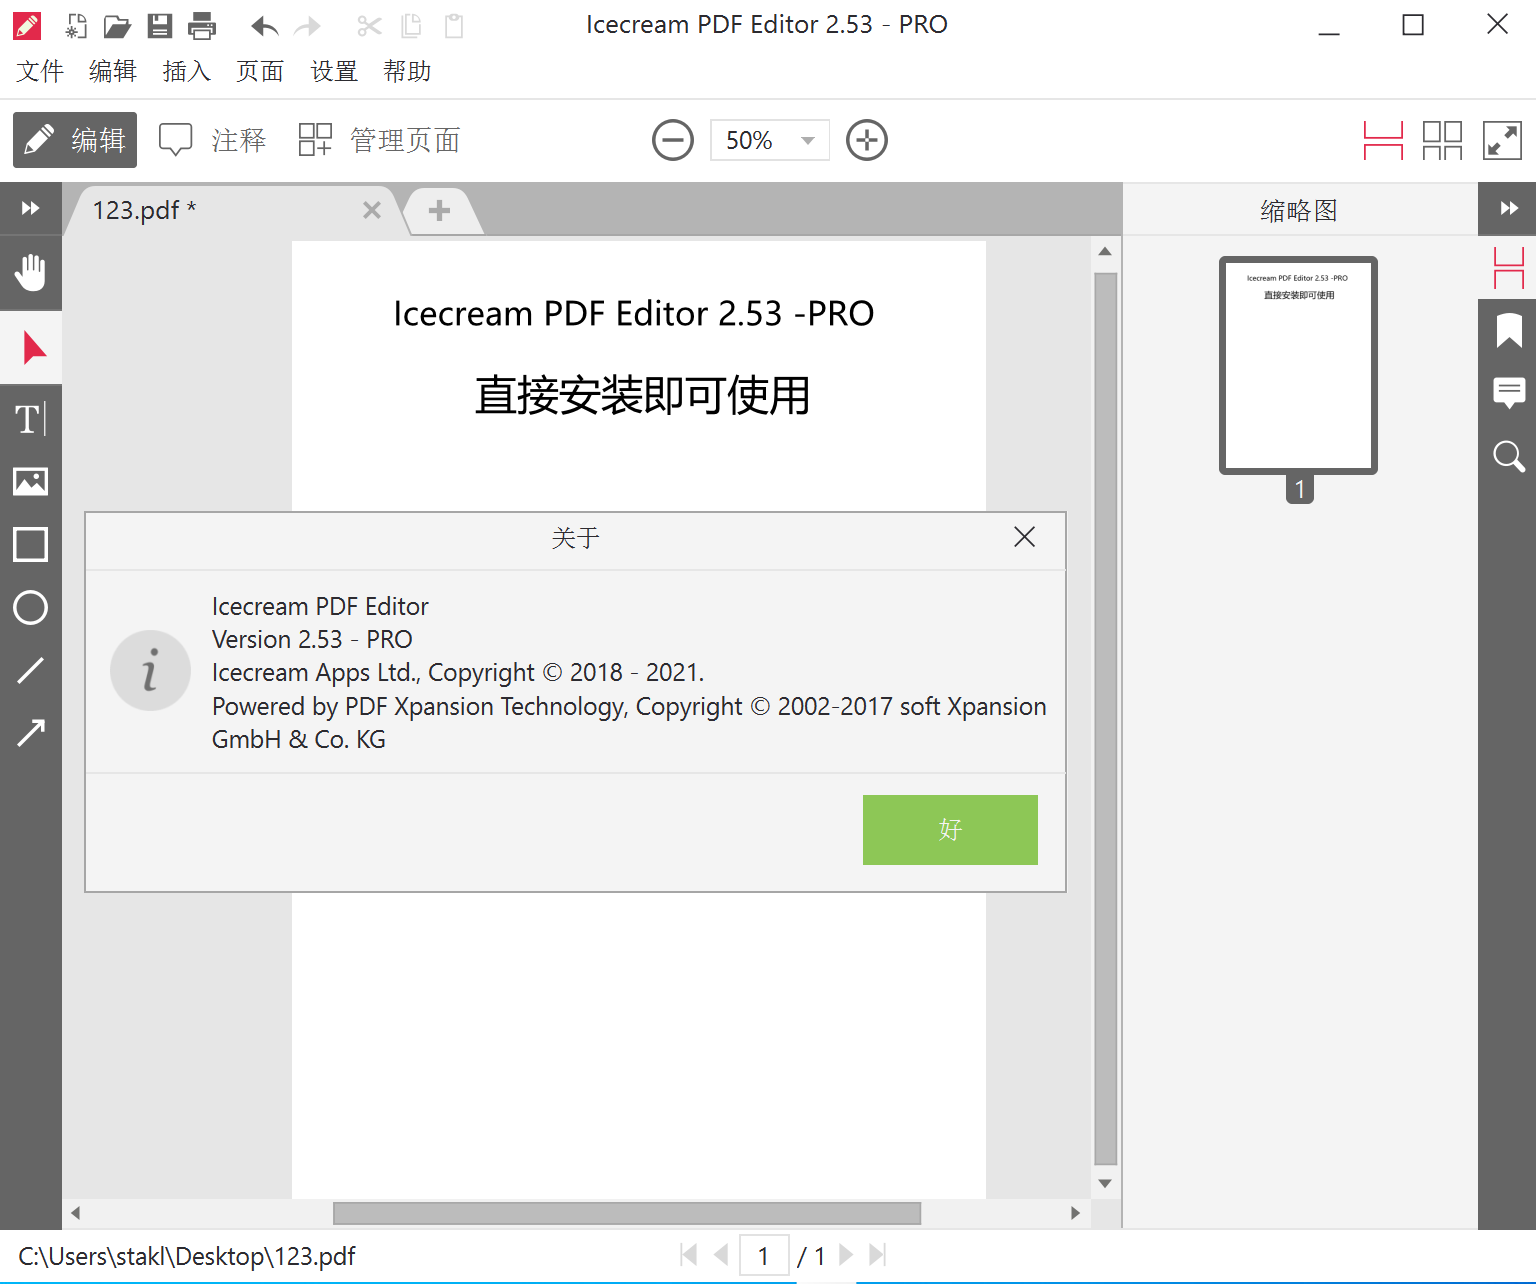 Icecream PDF Editor 2.53 - PRO
文件 编辑 插入 页面 设置 帮助
编辑 注释 管理页面 50%
123.pdf *
缩略图
Icecream PDF Editor 2.53 -PRO
直接安装即可使用
Icecream PDF Editor 2.53 -PRO
直接安装即可使用
1
T
关于
Icecream PDF Editor
Version 2.53 - PRO
Icecream Apps Ltd., Copyright © 2018 - 2021.
Powered by PDF Xpansion Technology, Copyright © 2002-2017 soft Xpansion
GmbH & Co. KG
好
C:\Users\stakl\Desktop\123.pdf
1 / 1